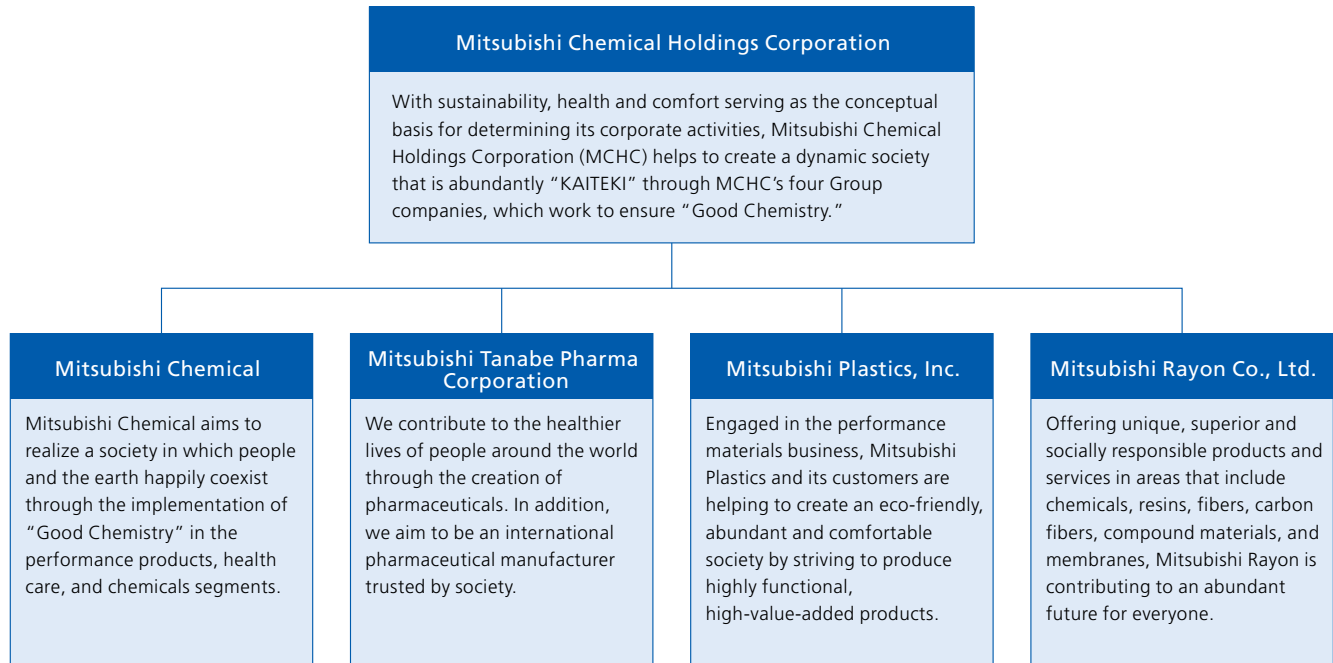 Mitsubishi Chemical Holdings Corporation
With sustainability, health and comfort serving as the conceptual
basis for determining its corporate activities, Mitsubishi Chemical
Holdings Corporation (MCHC) helps to create a dynamic society
that is abundantly “KAITEKI” through MCHC’s four Group
companies, which work to ensure “Good Chemistry.”
Mitsubishi Chemical
Mitsubishi Chemical aims to
realize a society in which people
and the earth happily coexist
through the implementation of
“Good Chemistry” in the
performance products, health
care, and chemicals segments.
Mitsubishi Tanabe Pharma
Corporation
We contribute to the healthier
lives of people around the world
through the creation of
pharmaceuticals. In addition,
we aim to be an international
pharmaceutical manufacturer
trusted by society.
Mitsubishi Plastics, Inc.
Engaged in the performance
materials business, Mitsubishi
Plastics and its customers are
helping to create an eco-friendly,
abundant and comfortable
society by striving to produce
highly functional,
high-value-added products.
Mitsubishi Rayon Co., Ltd.
Offering unique, superior and
socially responsible products and
services in areas that include
chemicals, resins, fibers, carbon
fibers, compound materials, and
membranes, Mitsubishi Rayon is
contributing to an abundant
future for everyone.